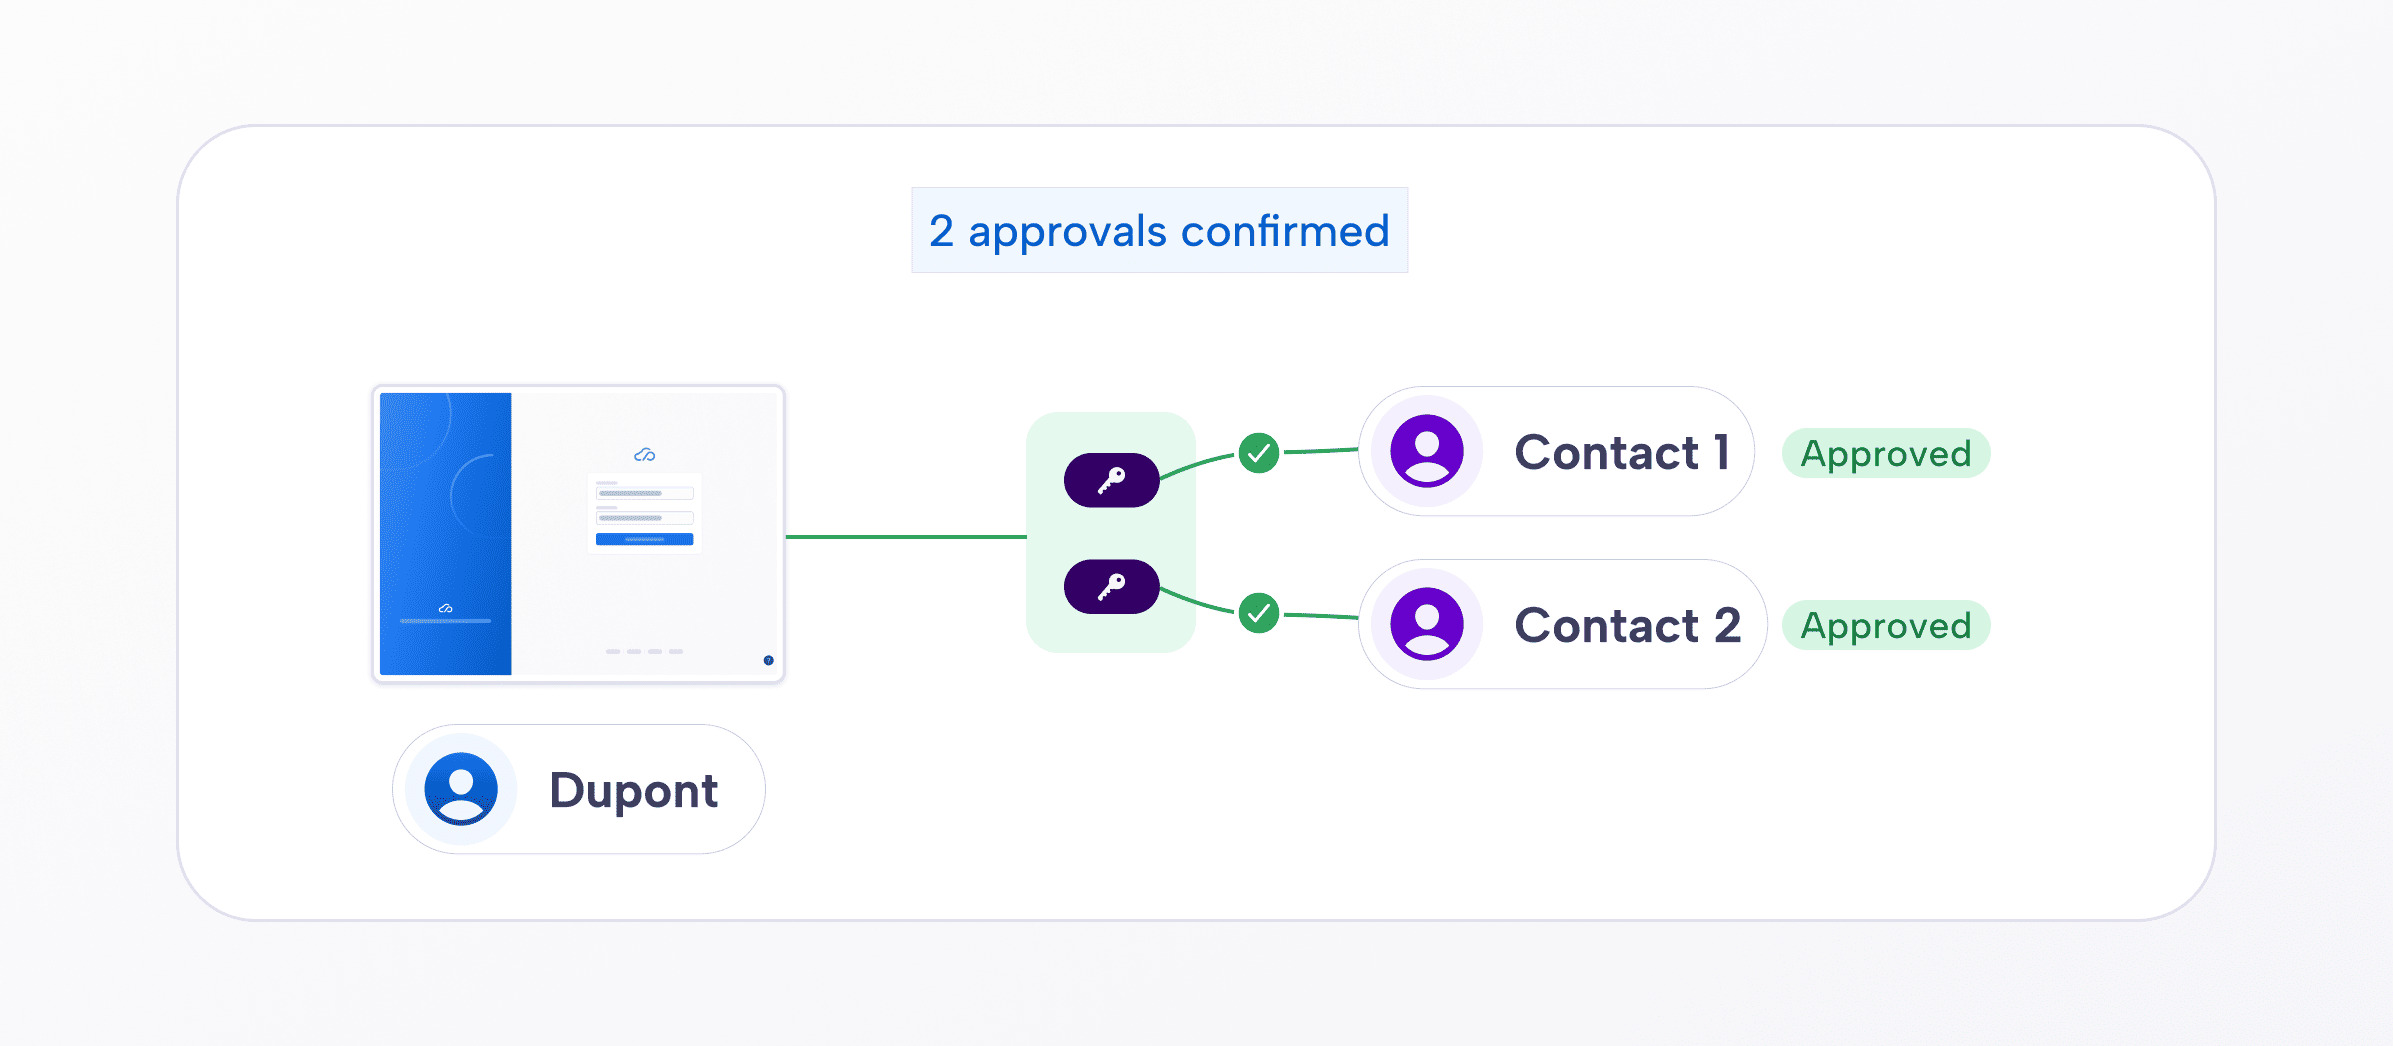 2 approvals confirmed
Contact 1
Approved
Contact 2
Approved
Dupont